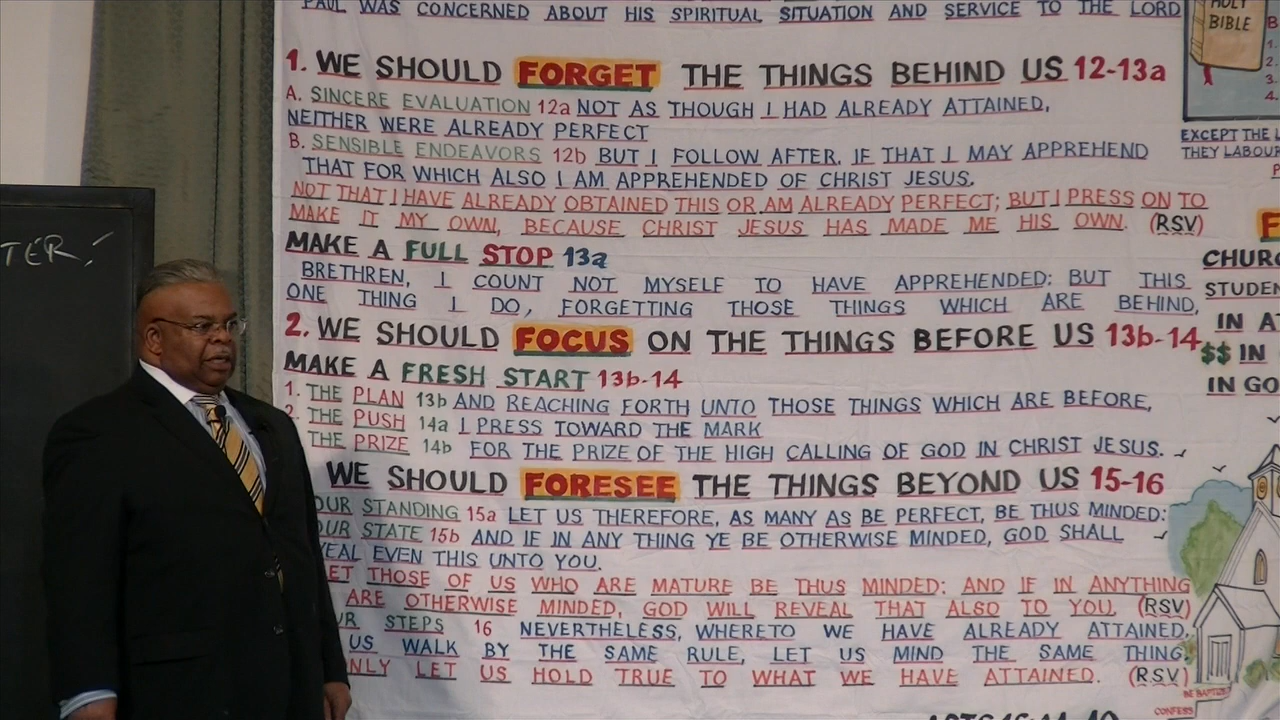 PAUL WAS CONCERNED ABOUT HIS SPIRITUAL SITUATION AND SERVICE TO THE LORD
1. WE SHOULD FORGET THE THINGS BEHIND US 12-13a
A. SINCERE EVALUATION 12a NOT AS THOUGH I HAD ALREADY ATTAINED,
NEITHER WERE ALREADY PERFECT
B. SENSIBLE ENDEAVORS 12b BUT I FOLLOW AFTER, IF THAT I MAY APPREHEND
THAT FOR WHICH ALSO I AM APPREHENDED OF CHRIST JESUS.
NOT THAT I HAVE ALREADY OBTAINED THIS OR AM ALREADY PERFECT; BUT I PRESS ON TO
MAKE IT MY OWN, BECAUSE CHRIST JESUS HAS MADE ME HIS OWN. (RSV)
MAKE A FULL STOP 13a
BRETHREN, I COUNT NOT MYSELF TO HAVE APPREHENDED: BUT THIS
ONE THING I DO, FORGETTING THOSE THINGS WHICH ARE BEHIND,
2. WE SHOULD FOCUS ON THE THINGS BEFORE US 13b-14
MAKE A FRESH START 13b-14
1. THE PLAN 13b AND REACHING FORTH UNTO THOSE THINGS WHICH ARE BEFORE,
2. THE PUSH 14a I PRESS TOWARD THE MARK
THE PRIZE 14b FOR THE PRIZE OF THE HIGH CALLING OF GOD IN CHRIST JESUS.
WE SHOULD FORESEE THE THINGS BEYOND US 15-16
OUR STANDING 15a LET US THEREFORE, AS MANY AS BE PERFECT, BE THUS MINDED:
OUR STATE 15b AND IF IN ANY THING YE BE OTHERWISE MINDED, GOD SHALL
VEAL EVEN THIS UNTO YOU.
ET THOSE OF US WHO ARE MATURE BE THUS MINDED: AND IF IN ANYTHING
ARE OTHERWISE MINDED, GOD WILL REVEAL THAT ALSO TO YOU, (RSV)
UR STEPS 16 NEVERTHELESS, WHERETO WE HAVE ALREADY ATTAINED,
US WALK BY THE SAME RULE, LET US MIND THE SAME THING.
ONLY LET US HOLD TRUE TO WHAT WE HAVE ATTAINED. (RSV)
HOLY
BIBLE
B
1.
2.
3.
4.
EXCEPT THE L
THEY LABOUR
P
F
CHURC
STUDEN
IN A
$$ IN
IN GO
BE BAPTIZE
CONFESS
TER!